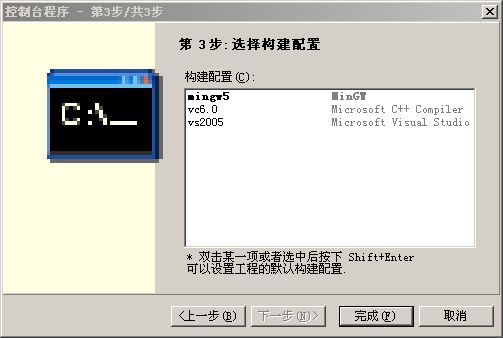 控制台程序 - 第3步/共3步
第 3步: 选择构建配置
构建配置(C):
mingw5 MinGW
vc6.0 Microsoft C++ Compiler
vs2005 Microsoft Visual Studio
* 双击某一项或者选中后按下 Shift+Enter
可以设置工程的默认构建配置.
C:\_
<上一步(B) 下一步(N)> 完成(F) 取消